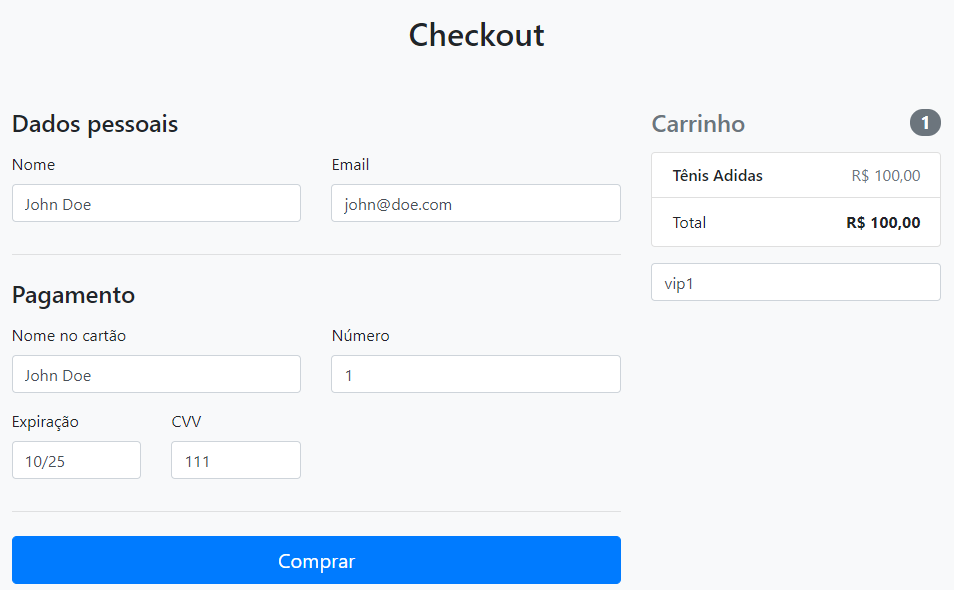 Checkout
Dados pessoais
Nome
Email
John Doe
john@doe.com
Pagamento
Nome no cartão
Número
John Doe
1
Expiração
CVV
10/25
111
Comprar
Carrinho 1
Tênis Adidas R$ 100,00
Total R$ 100,00
vip1